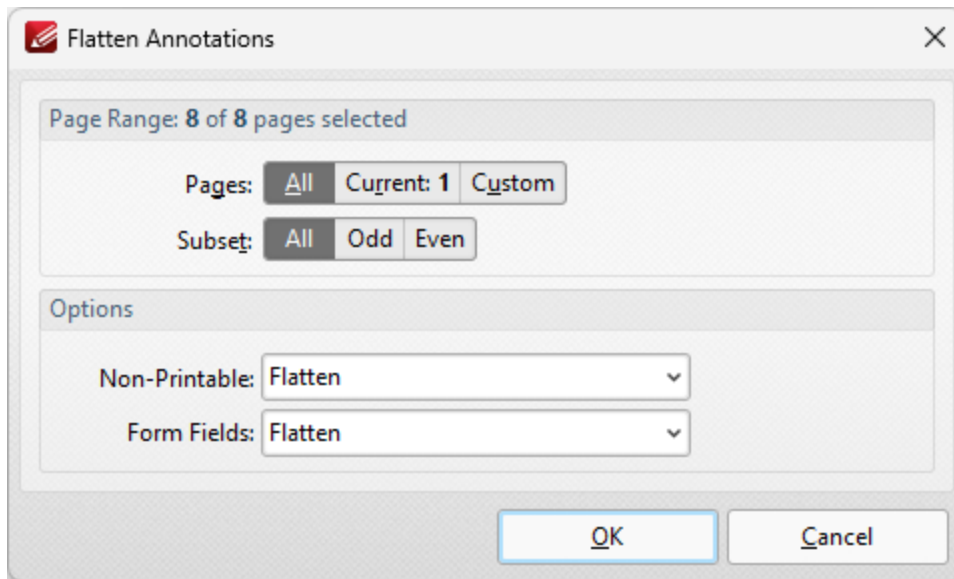 Flatten Annotations
Page Range: 8 of 8 pages selected
Pages: All Current: 1 Custom
Subset: All Odd Even
Options
Non-Printable: Flatten
Form Fields: Flatten
OK Cancel